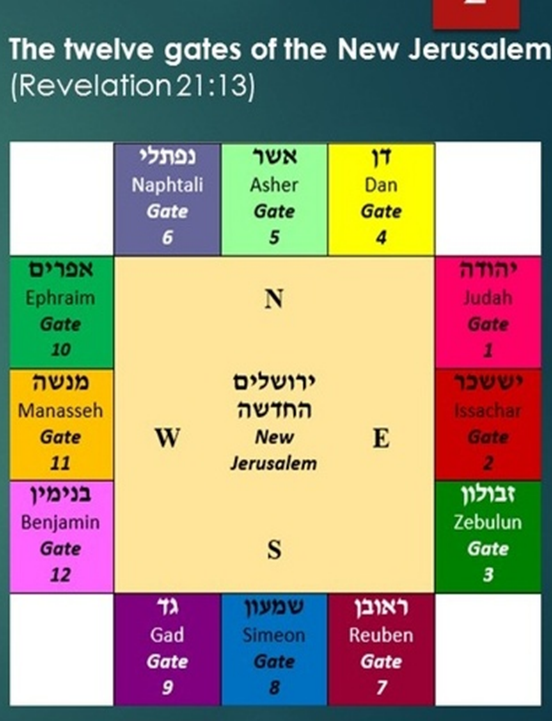 The twelve gates of the New Jerusalem
(Revelation 21:13)
נפתלי
Naphtali
Gate
6
אשר
Asher
Gate
5
דן
Dan
Gate
4
אפרים
Ephraim
Gate
10
N
יהודה
Judah
Gate
1
מנשה
Manasseh
Gate
11
W
ירושלים
החדשה
New
Jerusalem
E
יששכר
Issachar
Gate
2
בנימין
Benjamin
Gate
12
S
זבולון
Zebulun
Gate
3
גד
Gad
Gate
9
שמעון
Simeon
Gate
8
ראובן
Reuben
Gate
7